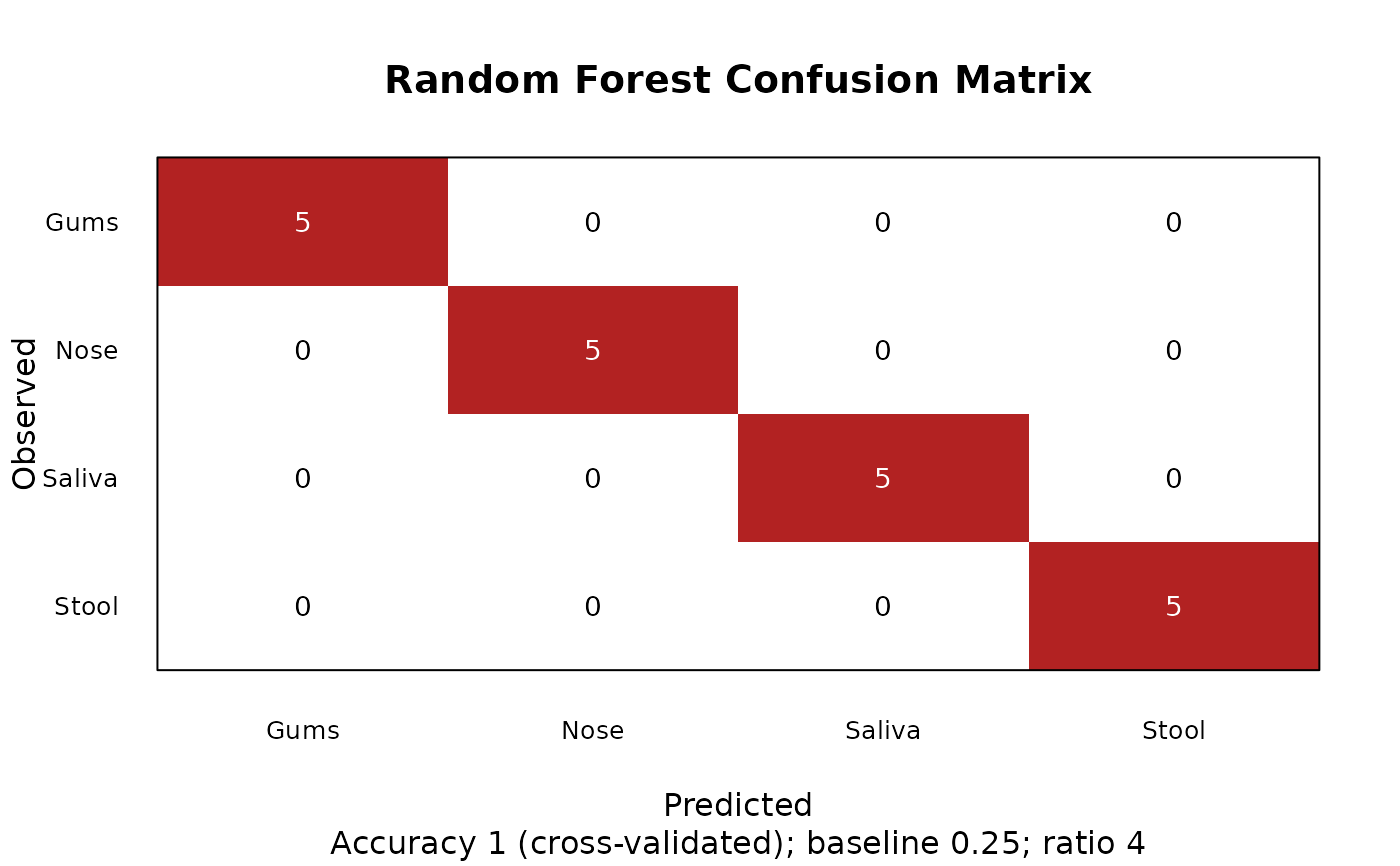 Random Forest Confusion Matrix
Observed
Gums 5 0 0 0
Nose 0 5 0 0
Saliva 0 0 5 0
Stool 0 0 0 5
Gums Nose Saliva Stool
Predicted
Accuracy 1 (cross-validated); baseline 0.25; ratio 4